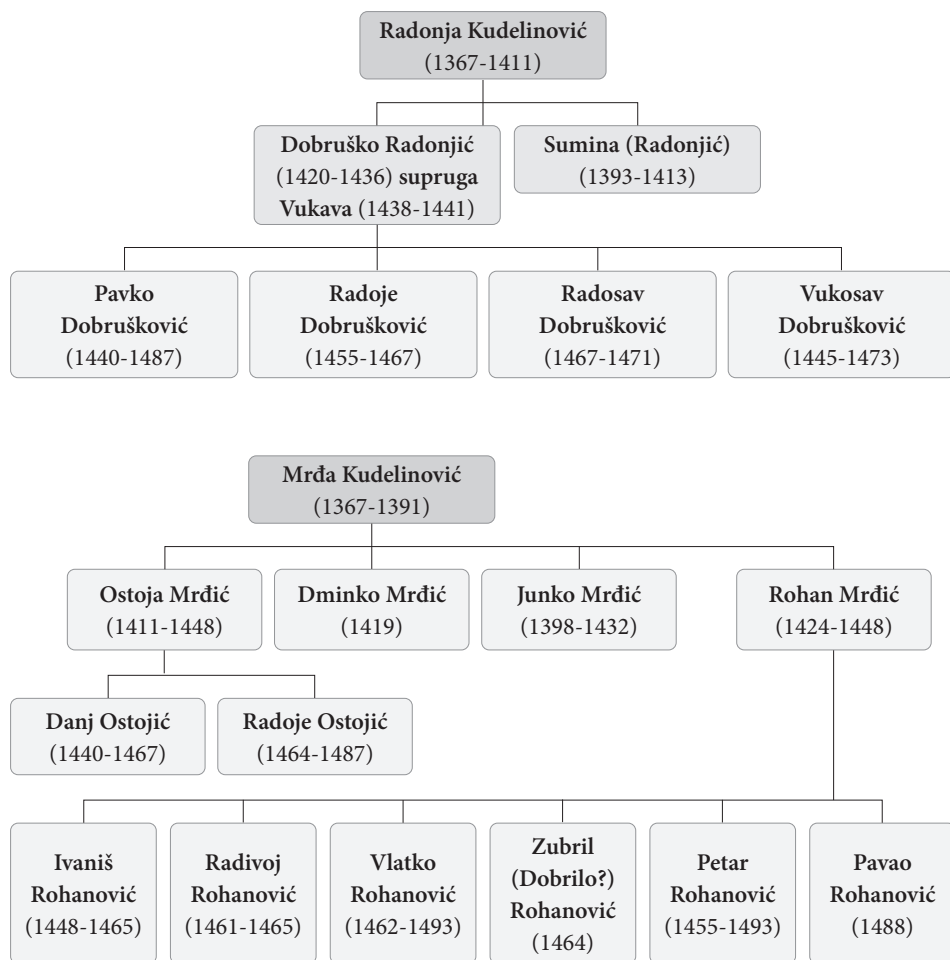 Radonja Kudelinović
(1367-1411)
Dobruško Radonjić
(1420-1436) supruga
Vukava (1438-1441)
Sumina (Radonjić)
(1393-1413)
Pavko
Dobrušković
(1440-1487)
Radoje
Dobrušković
(1455-1467)
Radosav
Dobrušković
(1467-1471)
Vukosav
Dobrušković
(1445-1473)
Mrđa Kudelinović
(1367-1391)
Ostoja Mrđić
(1411-1448)
Dminko Mrđić
(1419)
Junko Mrđić
(1398-1432)
Rohan Mrđić
(1424-1448)
Danj Ostojić
(1440-1467)
Radoje Ostojić
(1464-1487)
Ivaniš
Rohanović
(1448-1465)
Radivoj
Rohanović
(1461-1465)
Vlatko
Rohanović
(1462-1493)
Zubril
(Dobrilo?)
Rohanović
(1464)
Petar
Rohanović
(1455-1493)
Pavao
Rohanović
(1488)